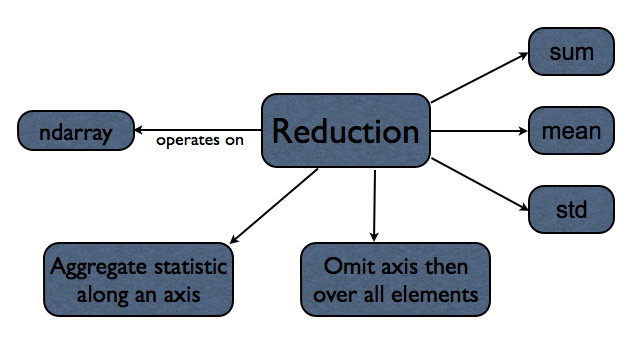 sum
Reduction
ndarray
operates on
mean
std
Aggregate statistic
along an axis
Omit axis then
over all elements